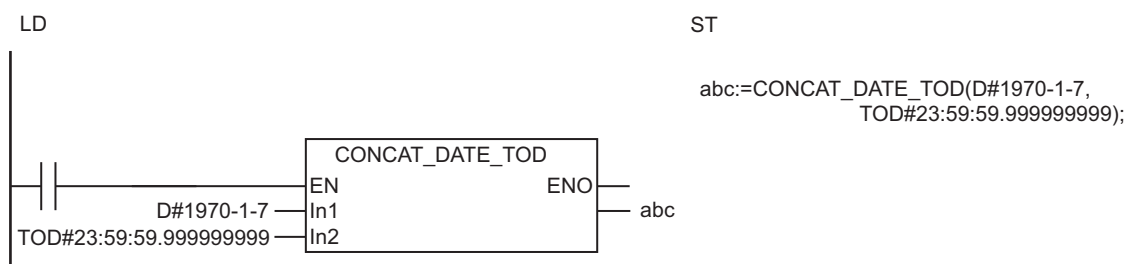 LD
ST
abc:=CONCAT_DATE_TOD(D#1970-1-7,
TOD#23:59:59.999999999);
CONCAT_DATE_TOD
EN ENO
D#1970-1-7 In1 abc
TOD#23:59:59.999999999 In2